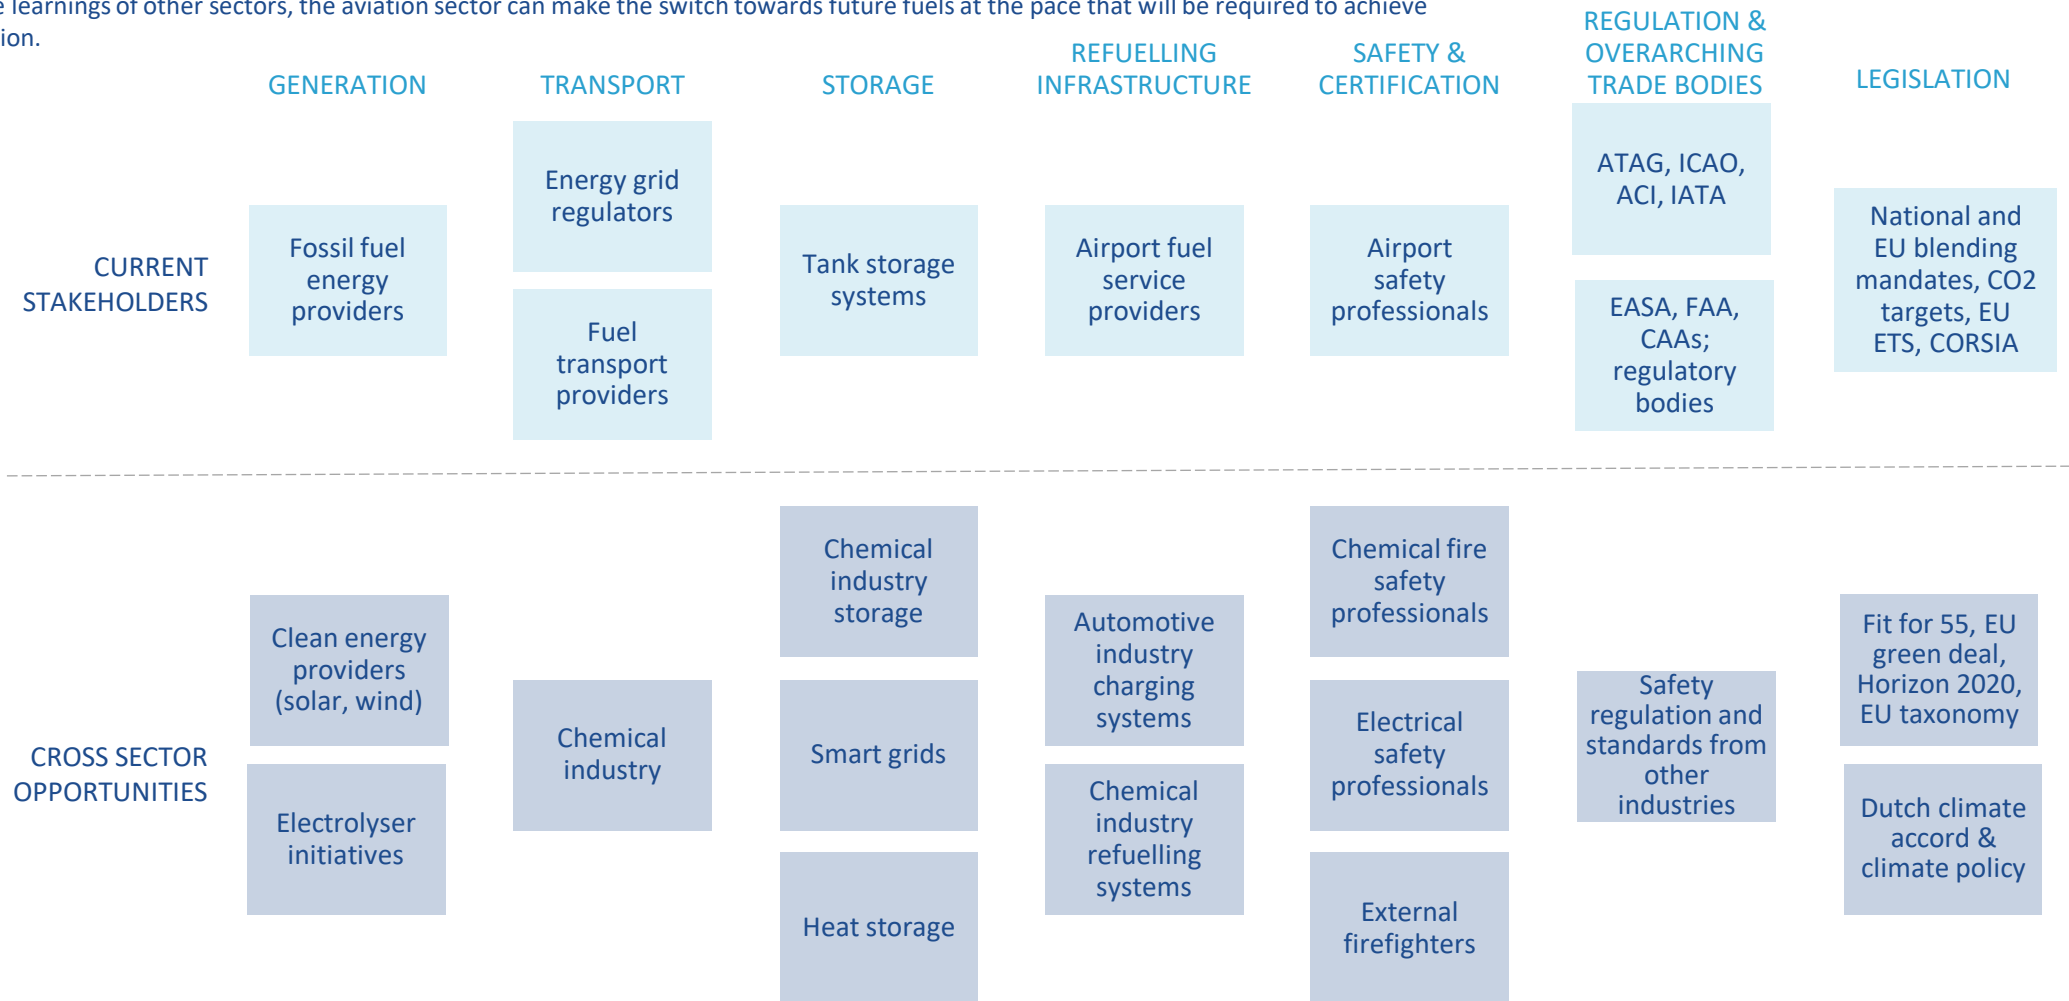 learnings of other sectors, the aviation sector can make the switch towards future fuels at the pace that will be required to achieve
GENERATION
TRANSPORT
STORAGE
REFUELLING
INFRASTRUCTURE
SAFETY &
CERTIFICATION
REGULATION &
OVERARCHING
TRADE BODIES
LEGISLATION
CURRENT
STAKEHOLDERS
Fossil fuel
energy
providers
Energy grid
regulators
Fuel
transport
providers
Tank storage
systems
Airport fuel
service
providers
Airport
safety
professionals
ATAG, ICAO,
ACI, IATA
EASA, FAA,
CAAs;
regulatory
bodies
National and
EU blending
mandates, CO2
targets, EU
ETS, CORSIA
CROSS SECTOR
OPPORTUNITIES
Clean energy
providers
(solar, wind)
Electrolyser
initiatives
Chemical
industry
Chemical
industry
storage
Smart grids
Heat storage
Automotive
industry
charging
systems
Chemical
industry
refuelling
systems
Chemical fire
safety
professionals
Electrical
safety
professionals
External
firefighters
Safety
regulation and
standards from
other
industries
Fit for 55, EU
green deal,
Horizon 2020,
EU taxonomy
Dutch climate
accord &
climate policy